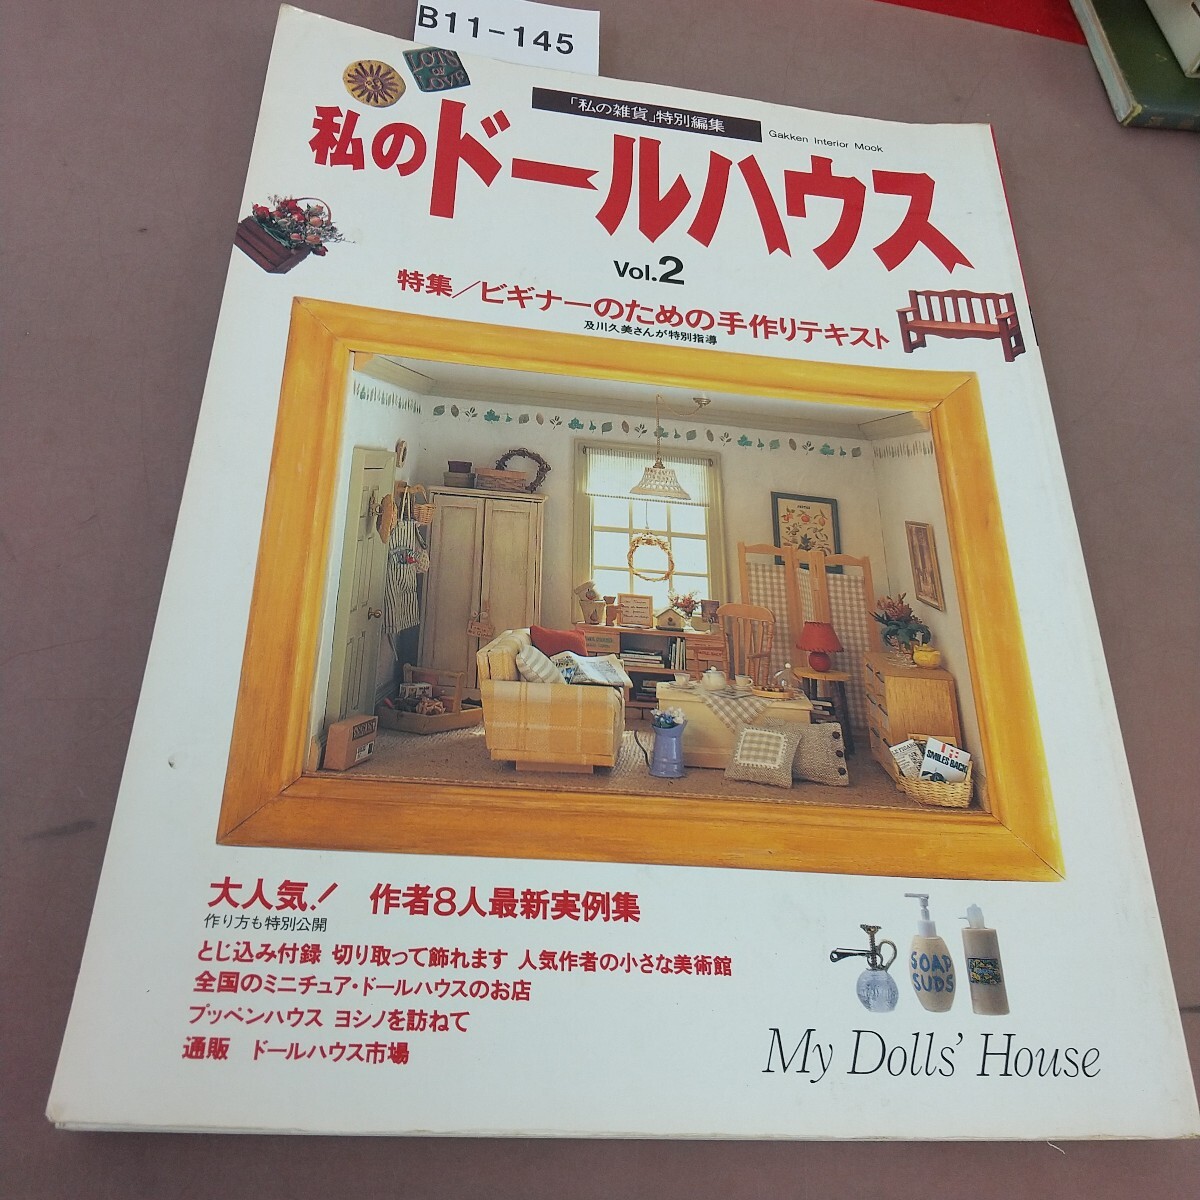 B11-145
LOTS
OF
LOVE
「私の雑貨」特別編集
Gakken Interior Mook
私のドールハウス
Vol.2
特集／ビギナーのための手作りテキスト
及川久美さんが特別指導
SMILES BACK
大人気！ 作者8人最新実例集
作り方も特別公開
とじ込み付録 切り取って飾れます 人気作者の小さな美術館
全国のミニチュア・ドールハウスのお店
プッペンハウス ヨシノを訪ねて
通販 ドールハウス市場
SOAP
SUDS
My Dolls' House